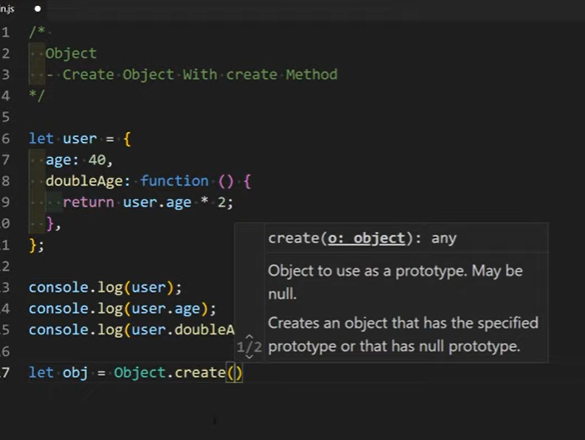 n.js
1 /*
2 Object
3 - Create Object With create Method
4 */
5
6 let user = {
7 age: 40,
8 doubleAge: function () {
9 return user.age * 2;
0 },
1 };
2
3 console.log(user);
4 console.log(user.age);
5 console.log(user.doubleA
6
7 let obj = Object.create()
create(o: object): any
Object to use as a prototype. May be
null.
Creates an object that has the specified
1/2 prototype or that has null prototype.